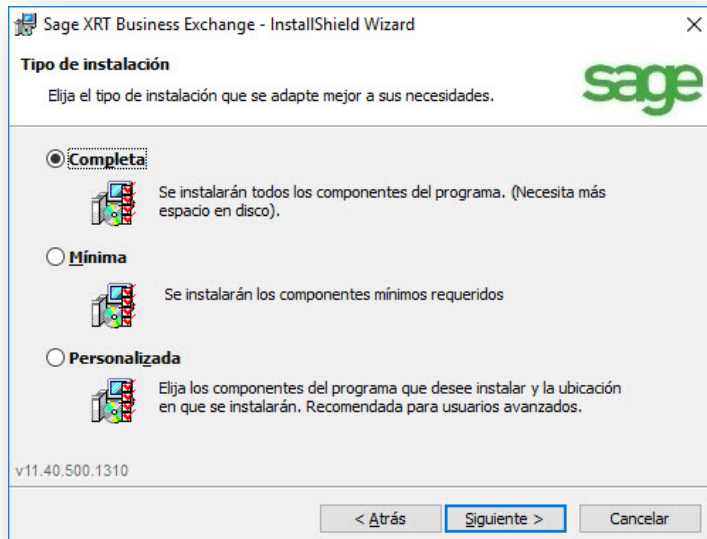 Sage XRT Business Exchange - InstallShield Wizard
Tipo de instalación
Elija el tipo de instalación que se adapte mejor a sus necesidades.
sage
Completa
Se instalarán todos los componentes del programa. (Necesita más
espacio en disco).
Mínima
Se instalarán los componentes mínimos requeridos
Personalizada
Elija los componentes del programa que desee instalar y la ubicación
en que se instalarán. Recomendada para usuarios avanzados.
v11.40.500.1310
< Atrás
Siguiente >
Cancelar